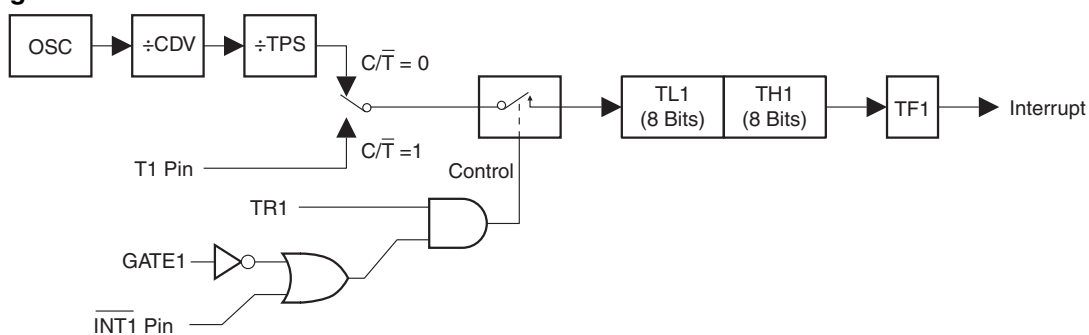 g
OSC
÷CDV
÷TPS
C/T̅ = 0
TL1
(8 Bits)
TH1
(8 Bits)
TF1
Interrupt
C/T̅ =1
T1 Pin
Control
TR1
GATE1
I̅N̅T̅1̅ Pin